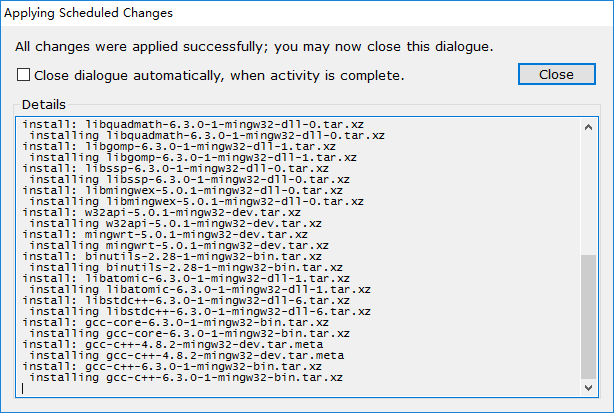 Applying Scheduled Changes
All changes were applied successfully; you may now close this dialogue.
Close dialogue automatically, when activity is complete.
Close
Details
install: libquadmath-6.3.0-1-mingw32-dll-0.tar.xz
installing libquadmath-6.3.0-1-mingw32-dll-0.tar.xz
install: libgomp-6.3.0-1-mingw32-dll-1.tar.xz
installing libgomp-6.3.0-1-mingw32-dll-1.tar.xz
install: libssp-6.3.0-1-mingw32-dll-0.tar.xz
installing libssp-6.3.0-1-mingw32-dll-0.tar.xz
install: libmingwex-5.0.1-mingw32-dll-0.tar.xz
installing libmingwex-5.0.1-mingw32-dll-0.tar.xz
install: w32api-5.0.1-mingw32-dev.tar.xz
installing w32api-5.0.1-mingw32-dev.tar.xz
install: mingwrt-5.0.1-mingw32-dev.tar.xz
installing mingwrt-5.0.1-mingw32-dev.tar.xz
install: binutils-2.28-1-mingw32-bin.tar.xz
installing binutils-2.28-1-mingw32-bin.tar.xz
install: libatomic-6.3.0-1-mingw32-dll-1.tar.xz
installing libatomic-6.3.0-1-mingw32-dll-1.tar.xz
install: libstdc++-6.3.0-1-mingw32-dll-6.tar.xz
installing libstdc++-6.3.0-1-mingw32-dll-6.tar.xz
install: gcc-core-6.3.0-1-mingw32-bin.tar.xz
installing gcc-core-6.3.0-1-mingw32-bin.tar.xz
install: gcc-c++-4.8.2-mingw32-dev.tar.meta
installing gcc-c++-4.8.2-mingw32-dev.tar.meta
install: gcc-c++-6.3.0-1-mingw32-bin.tar.xz
installing gcc-c++-6.3.0-1-mingw32-bin.tar.xz